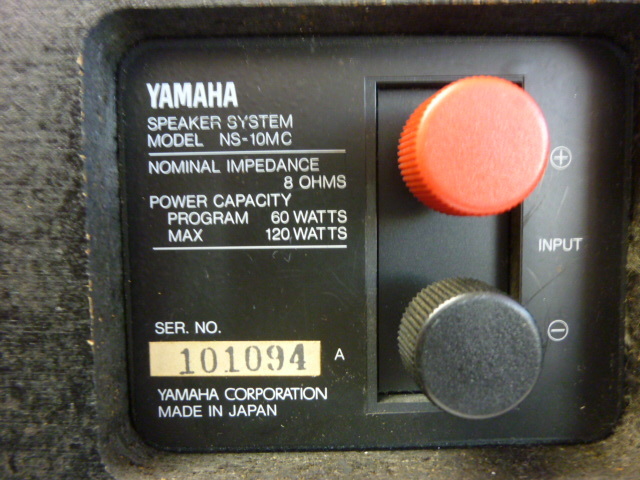 YAMAHA
SPEAKER SYSTEM
MODEL NS-10MC
NOMINAL IMPEDANCE
8 OHMS
POWER CAPACITY
PROGRAM 60 WATTS
MAX 120 WATTS
+
INPUT
−
SER. NO.
101094 A
YAMAHA CORPORATION
MADE IN JAPAN